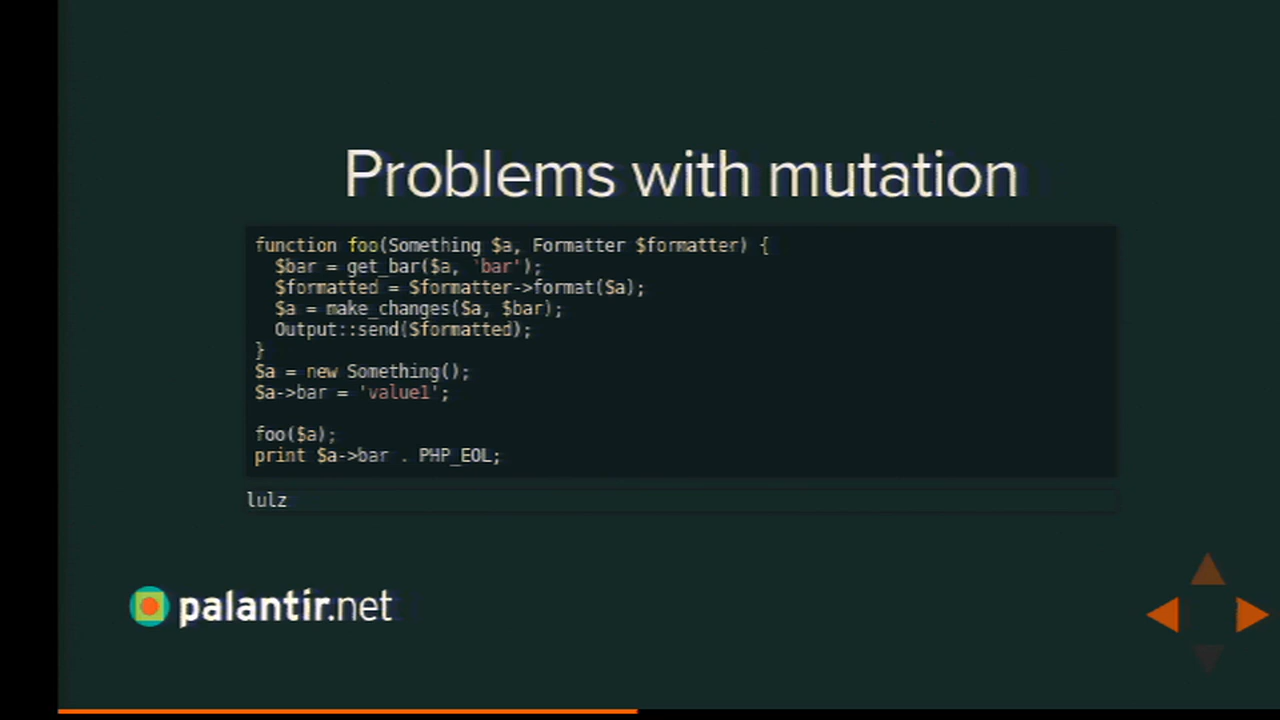 Problems with mutation
function foo(Something $a, Formatter $formatter) {
  $bar = get_bar($a, 'bar');
  $formatted = $formatter->format($a);
  $a = make_changes($a, $bar);
  Output::send($formatted);
}
$a = new Something();
$a->bar = 'value1';
foo($a);
print $a->bar . PHP_EOL;
lulz
palantir.net